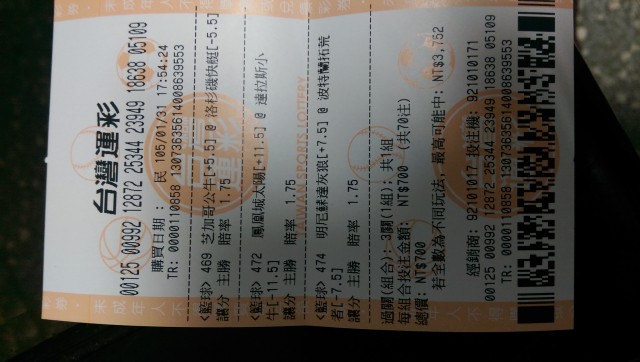 台灣運彩
00125 00992 12872 25344 23949 18638 05109
購買日期: 民 105/01/31 17:54:24
TR: 0000110858 13073635614008639553
<籃球> 469 芝加哥公牛[+5.5] @ 洛杉磯快艇[-5.5]
讓分 主勝 賠率 1.75
<籃球> 472 鳳凰城太陽[+11.5] @ 達拉斯小
牛[-11.5]
讓分 主勝 賠率 1.75
<籃球> 474 明尼蘇達灰狼[+7.5] @ 波特蘭拓荒
者[-7.5]
讓分 主勝 賠率 1.75
過關(組合): 3關(1組): 共1組
每組合投注金額: NT$700 (共70注)
總價: NT$700
若全數為不同玩法, 最高可能中: NT$3,752
經銷商: 92101017 投注機: 921010171
00125 00992 12872 25344 23949 18638 05109
TR: 0000110858 13073635614008639553
TAIWAN SPORTS LOTTERY